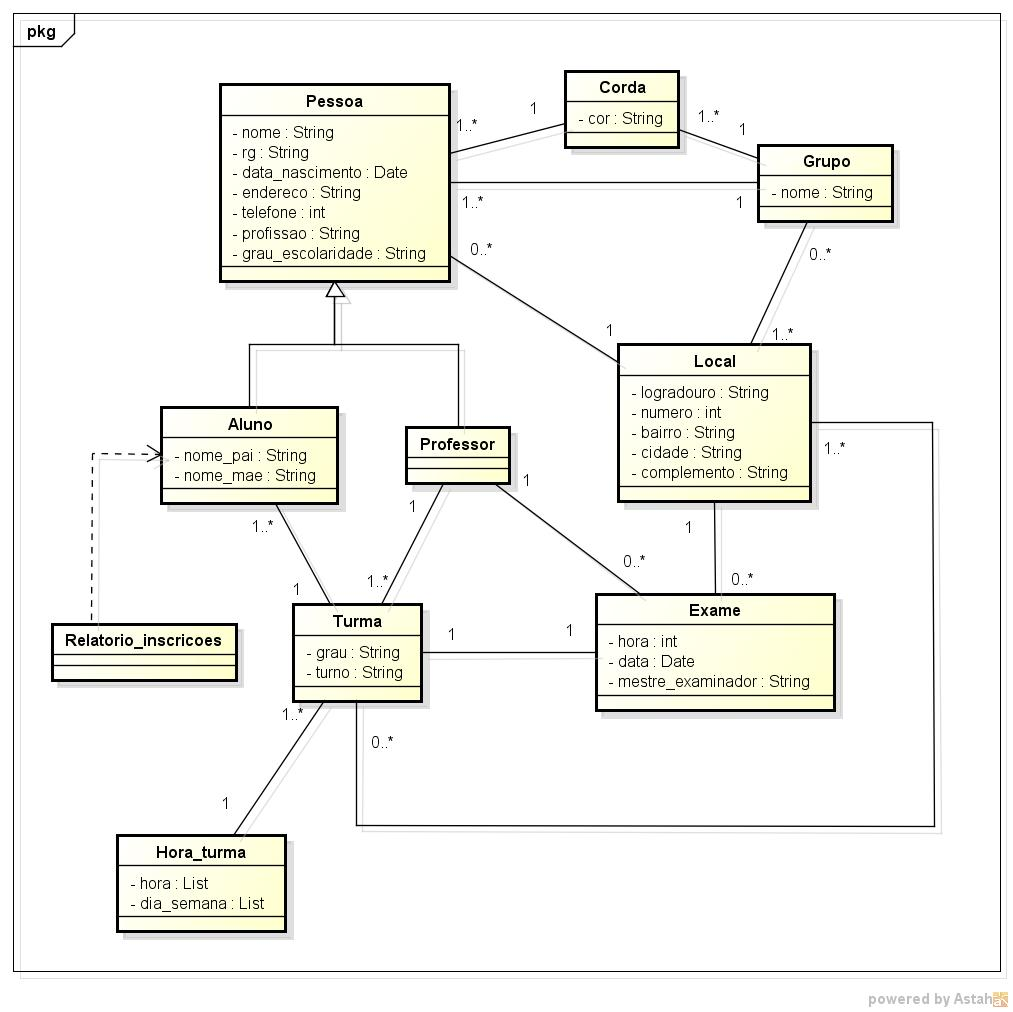 pkg
Pessoa
- nome : String
- rg : String
- data_nascimento : Date
- endereco : String
- telefone : int
- profissao : String
- grau_escolaridade : String
Corda
- cor : String
Grupo
- nome : String
1..*
1
1..*
1
1..*
1
0..*
1
0..*
1..*
Local
- logradouro : String
- numero : int
- bairro : String
- cidade : String
- complemento : String
Aluno
- nome_pai : String
- nome_mae : String
Professor
1..*
1
1..*
1
1
1
0..*
1
0..*
1..*
Relatorio_inscricoes
Turma
- grau : String
- turno : String
1
1
Exame
- hora : int
- data : Date
- mestre_examinador : String
1..*
0..*
1
Hora_turma
- hora : List
- dia_semana : List
powered by Astah